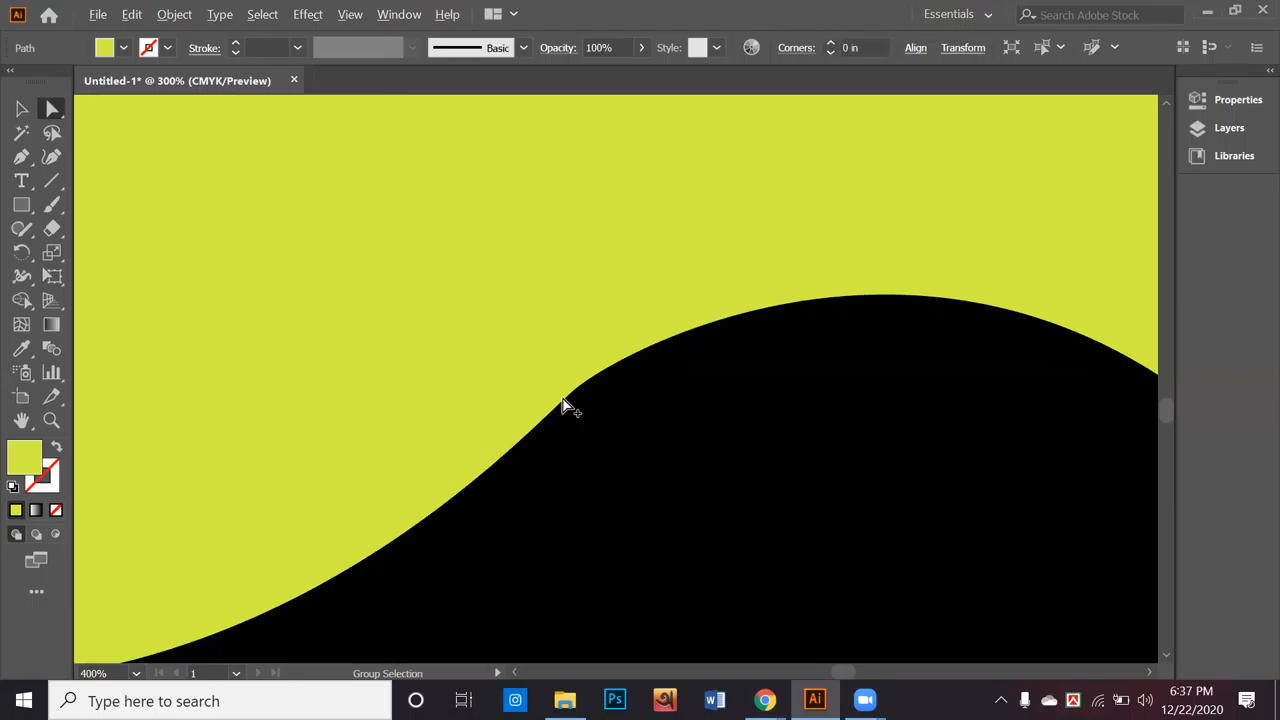 Ai File Edit Object Type Select Effect View Window Help Essentials Search Adobe Stock
Path Stroke: Basic Opacity: 100% Style: Corners: 0 in Align Transform
Untitled-1* @ 300% (CMYK/Preview)
Properties
Layers
Libraries
T
400% 1 Group Selection
Type here to search Ps W Ai 6:37 PM
12/22/2020